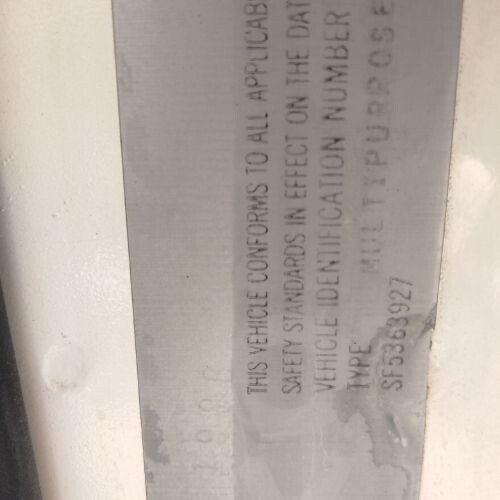 THIS VEHICLE CONFORMS TO ALL APPLICAB
SAFETY STANDARDS IN EFFECT ON THE DAT
VEHICLE IDENTIFICATION NUMBER
TYPE MULTIPURPOSE
SF5363927